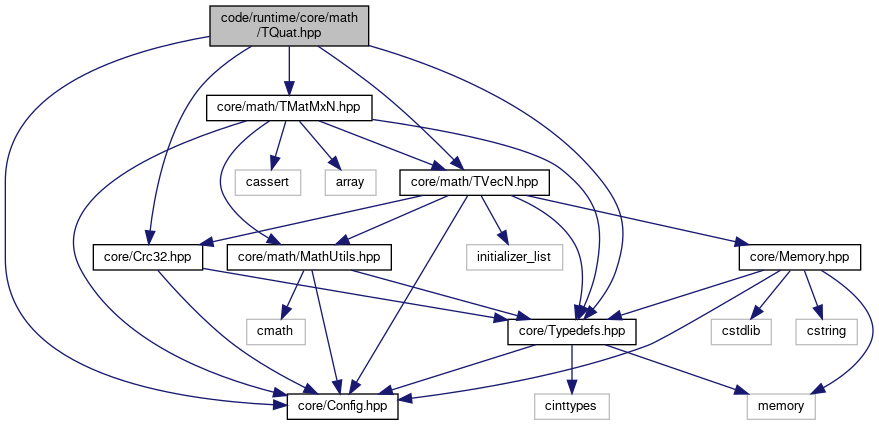 code/runtime/core/math
/TQuat.hpp
core/math/TMatMxN.hpp
cassert
array
core/math/TVecN.hpp
core/Crc32.hpp
core/math/MathUtils.hpp
initializer_list
core/Memory.hpp
cmath
core/Typedefs.hpp
cstdlib
cstring
core/Config.hpp
cinttypes
memory